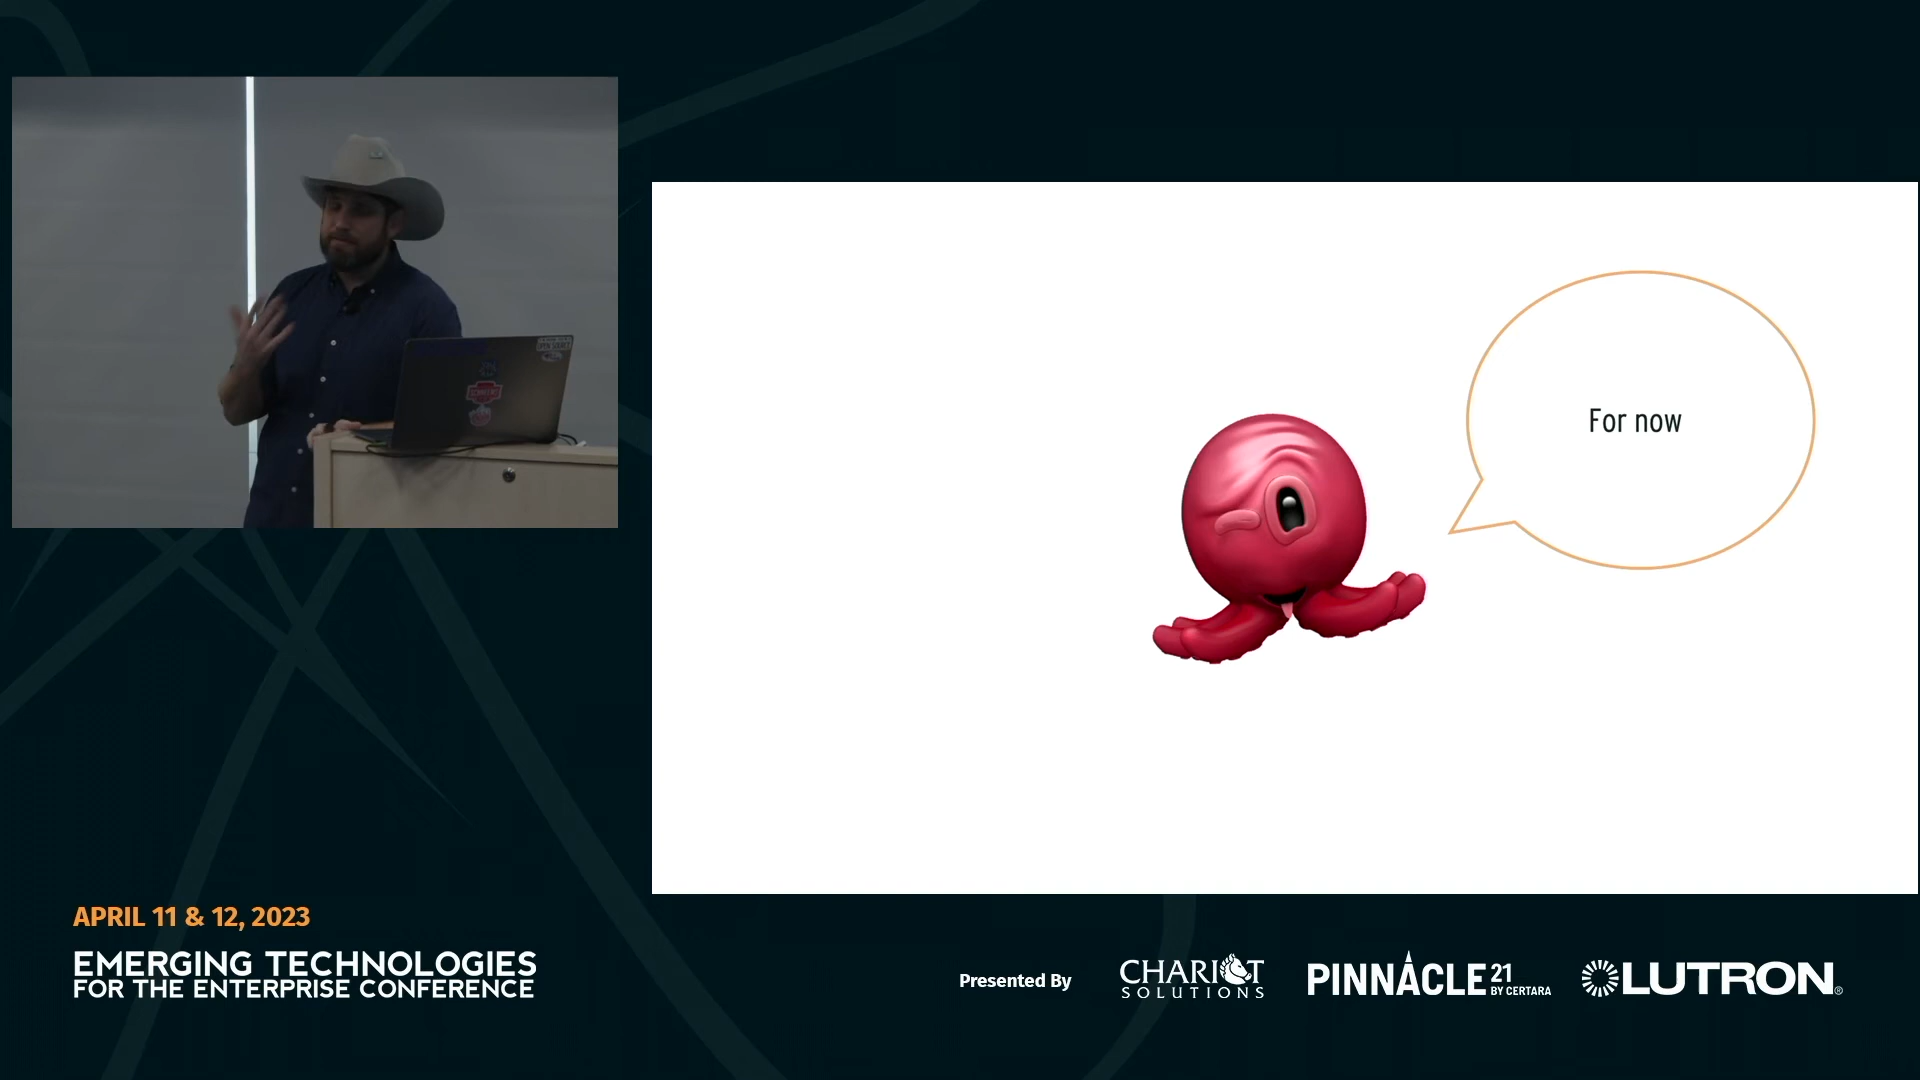 For now
APRIL 11 & 12, 2023
EMERGING TECHNOLOGIES
FOR THE ENTERPRISE CONFERENCE
Presented By
CHARIOT
SOLUTIONS
PINNACLE 21
BY CERTARA
LUTRON®